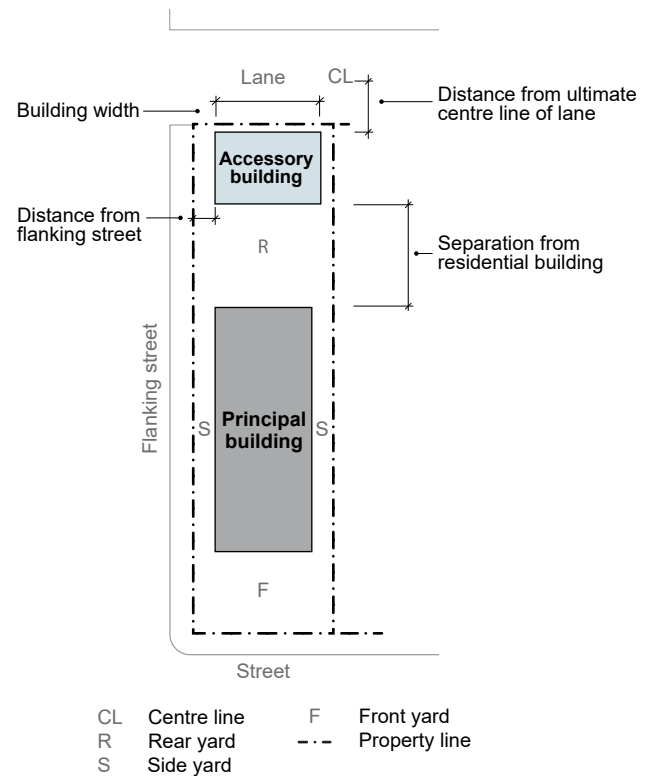 Lane
CL
Building width
Distance from ultimate
centre line of lane
Accessory
building
Distance from
flanking street
R
Separation from
residential building
Flanking street
S
Principal
building
S
F
Street
CL Centre line
R Rear yard
S Side yard
F Front yard
Property line